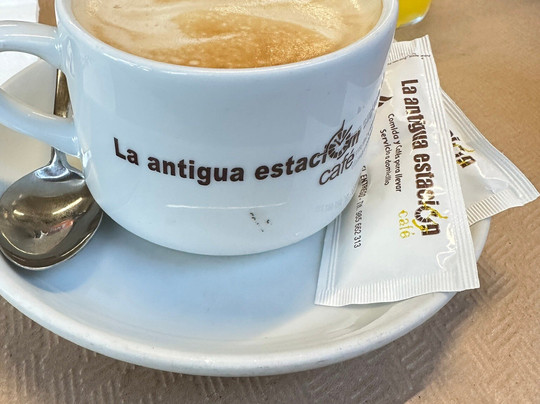 La antigua estación
café
La antigua estación
café
Comida y Cafés para llevar
Servicio a domicilio